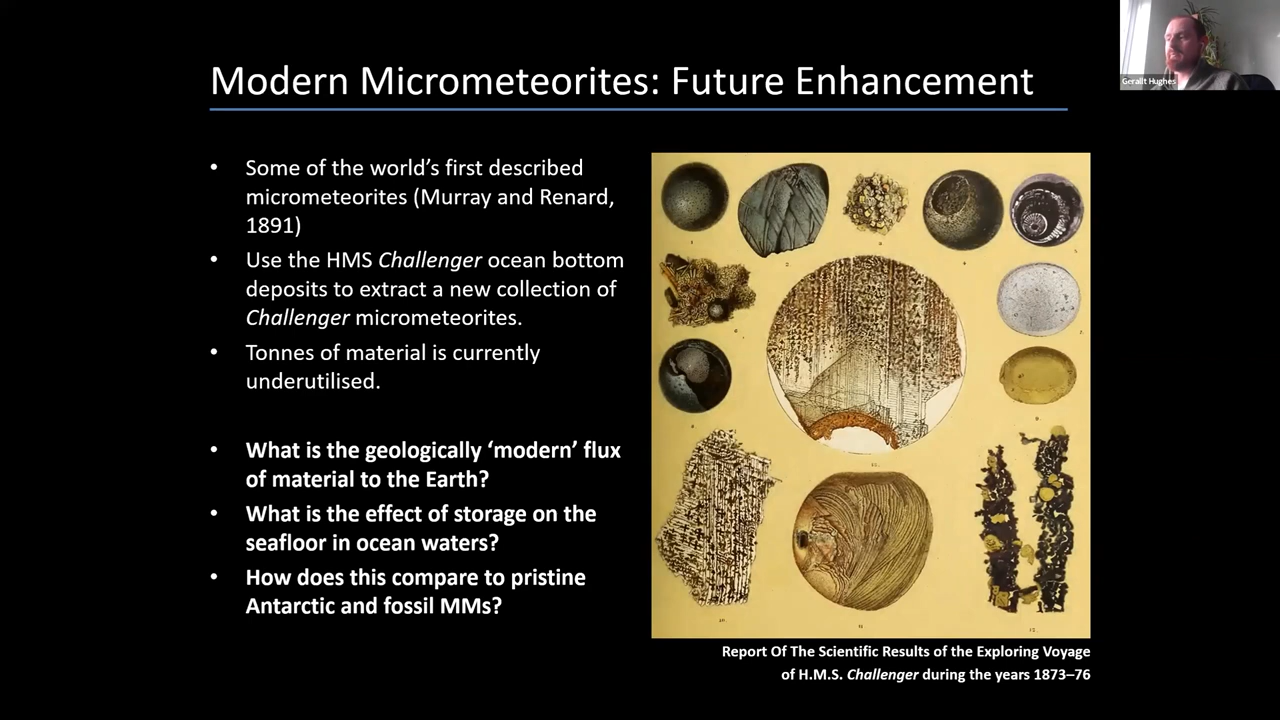 Modern Micrometeorites: Future Enhancement
Geraint Hughes
• Some of the world’s first described
micrometeorites (Murray and Renard,
1891)
• Use the HMS Challenger ocean bottom
deposits to extract a new collection of
Challenger micrometeorites.
• Tonnes of material is currently
underutilised.
• What is the geologically ‘modern’ flux
of material to the Earth?
• What is the effect of storage on the
seafloor in ocean waters?
• How does this compare to pristine
Antarctic and fossil MMs?
Report Of The Scientific Results of the Exploring Voyage
of H.M.S. Challenger during the years 1873–76